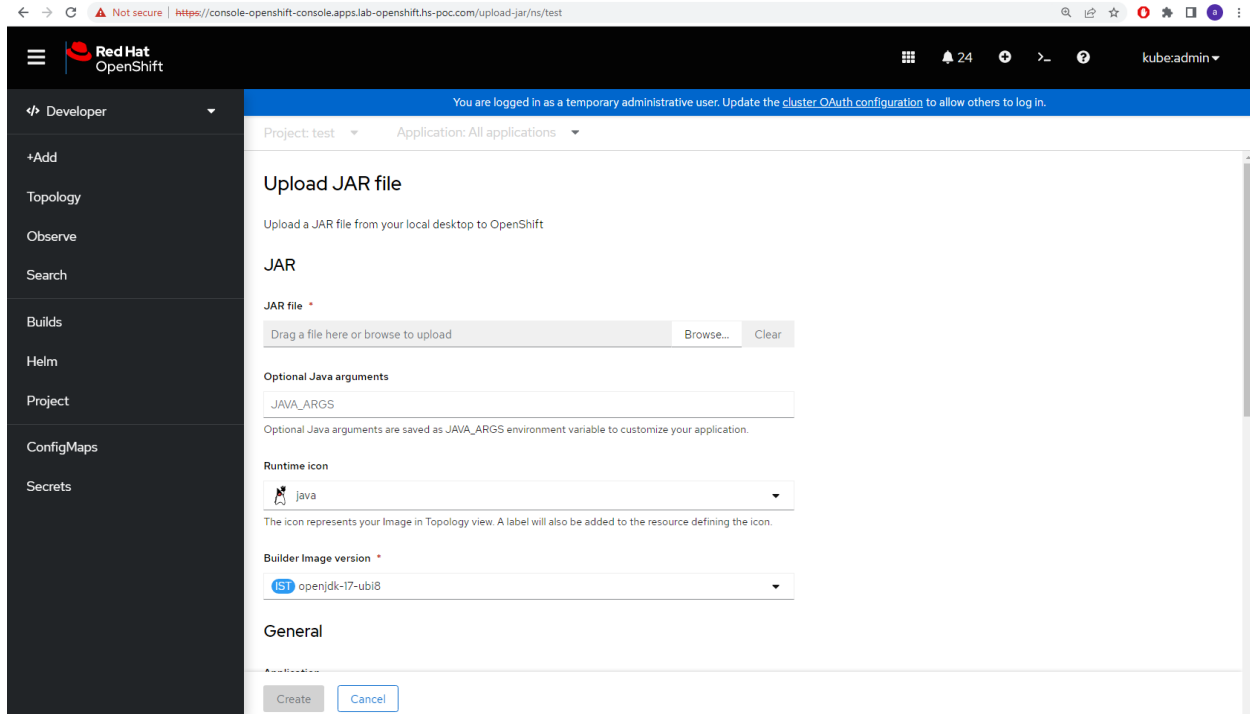 Not secure | https://console-openshift-console.apps.lab-openshift.hs-poc.com/upload-jar/ns/test
a
Red Hat
OpenShift
24
kube:admin
Developer
You are logged in as a temporary administrative user. Update the cluster OAuth configuration to allow others to log in.
Project: test
Application: All applications
+Add
Topology
Observe
Search
Builds
Helm
Project
ConfigMaps
Secrets
Upload JAR file
Upload a JAR file from your local desktop to OpenShift
JAR
JAR file *
Drag a file here or browse to upload
Browse...
Clear
Optional Java arguments
JAVA_ARGS
Optional Java arguments are saved as JAVA_ARGS environment variable to customize your application.
Runtime icon
java
The icon represents your Image in Topology view. A label will also be added to the resource defining the icon.
Builder Image version *
IST openjdk-17-ubi8
General
Create
Cancel